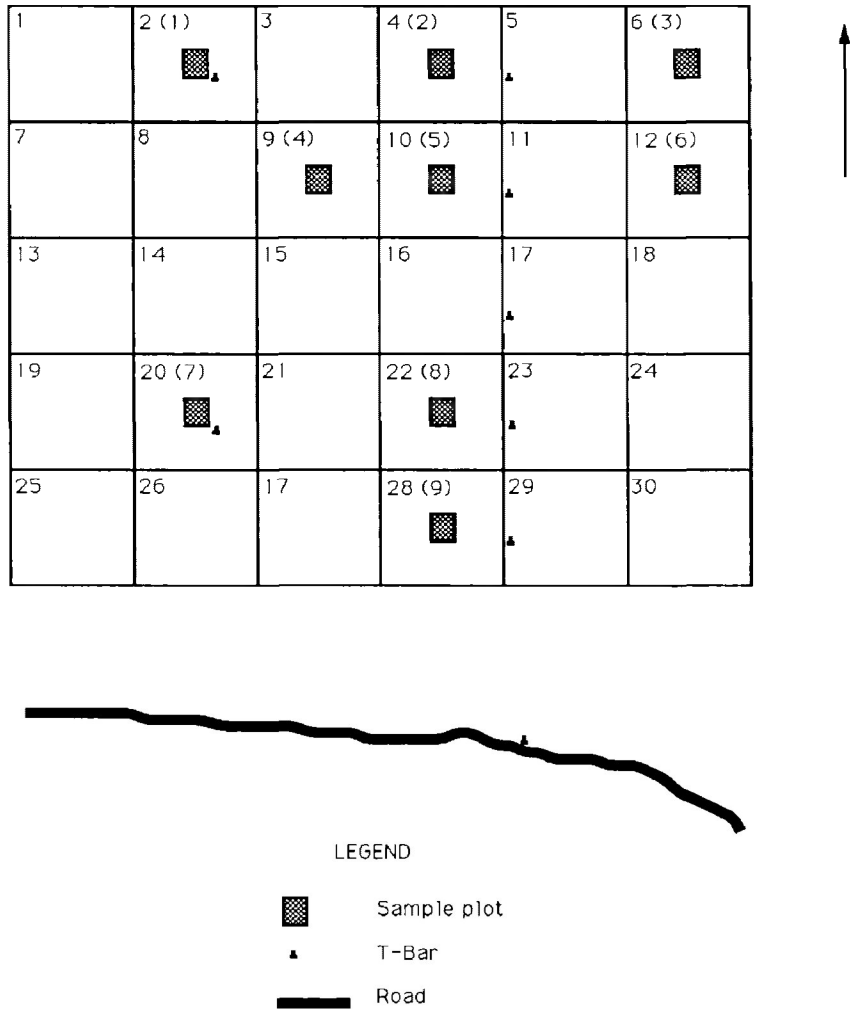 1 2 (1) 3 4 (2) 5 6 (3)
7 8 9 (4) 10 (5) 11 12 (6)
13 14 15 16 17 18
19 20 (7) 21 22 (8) 23 24
25 26 17 28 (9) 29 30
LEGEND
Sample plot
T-Bar
Road